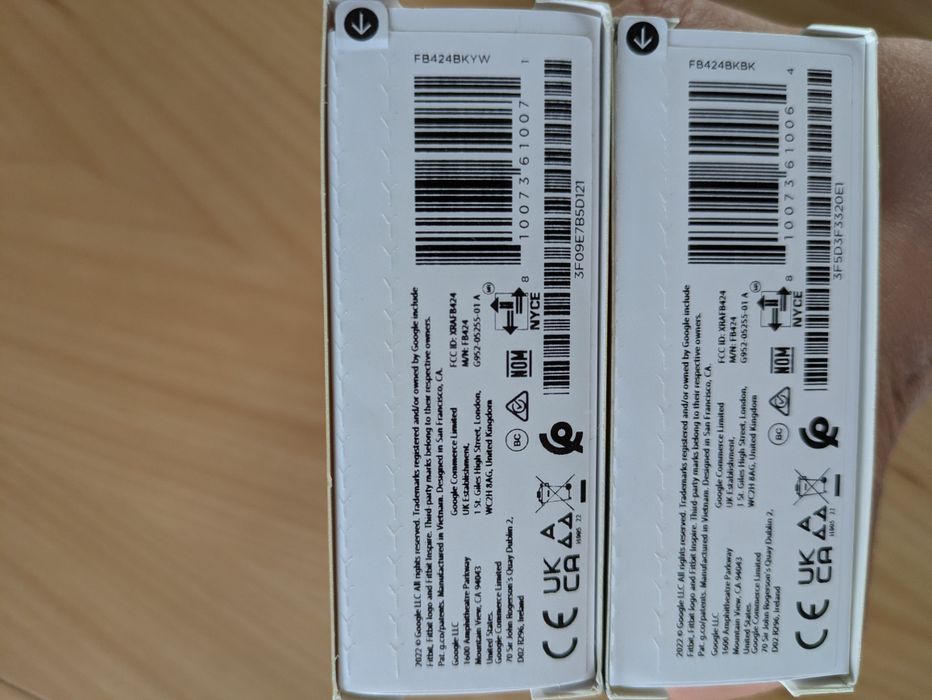 FB424BKYW
8 10073 61007 1
3F09E7B5D121
2022 © Google LLC All rights reserved. Trademarks registered and/or owned by Google include
Fitbit, Fitbit logo and Fitbit Inspire. Third-party marks belong to their respective owners.
Pat. g.co/patents. Manufactured in Vietnam. Designed in San Francisco, CA.
Google LLC
1600 Amphitheatre Parkway
Mountain View, CA 94043
United States.
Google Commerce Limited
70 Sir John Rogerson's Quay Dublin 2,
D02 R296, Ireland
Google Commerce Limited
UK Establishment,
1 St. Giles High Street, London,
WC2H 8AG, United Kingdom
FCC ID: XRAFB424
M/N: FB424
G952-05255-01 A
BC
NOM
NYCE
CE
UK
CA
22
FB424BKBK
8 10073 61006 4
3F5D3F3320E1
2022 © Google LLC All rights reserved. Trademarks registered and/or owned by Google include
Fitbit, Fitbit logo and Fitbit Inspire. Third-party marks belong to their respective owners.
Pat. g.co/patents. Manufactured in Vietnam. Designed in San Francisco, CA.
Google LLC
1600 Amphitheatre Parkway
Mountain View, CA 94043
United States.
Google Commerce Limited
70 Sir John Rogerson's Quay Dublin 2,
D02 R296, Ireland
Google Commerce Limited
UK Establishment,
1 St. Giles High Street, London,
WC2H 8AG, United Kingdom
FCC ID: XRAFB424
M/N: FB424
G952-05255-01 A
BC
NOM
NYCE
CE
UK
CA
22